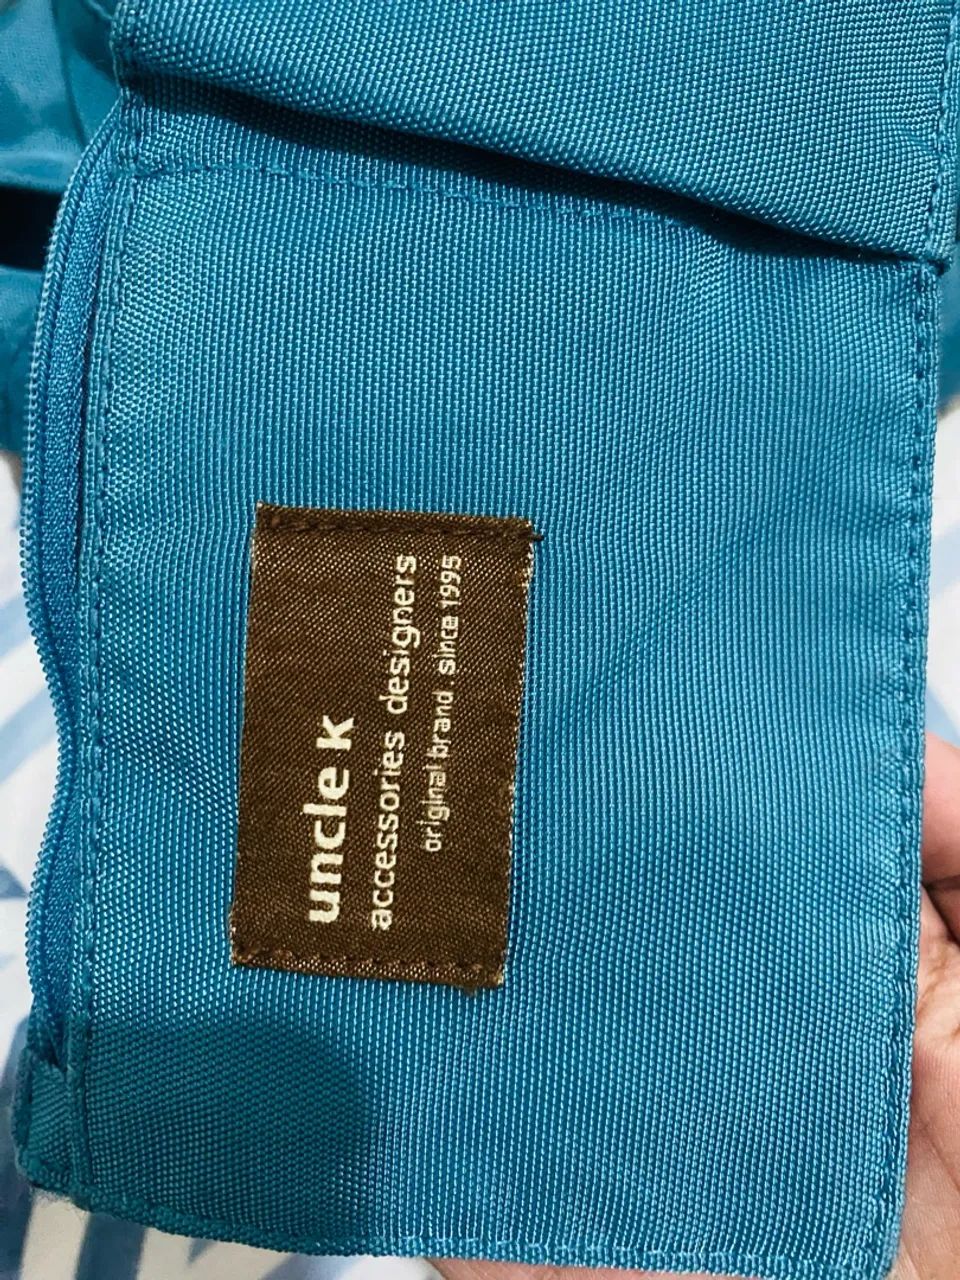 uncle k
accessories designers
original brand since 1995